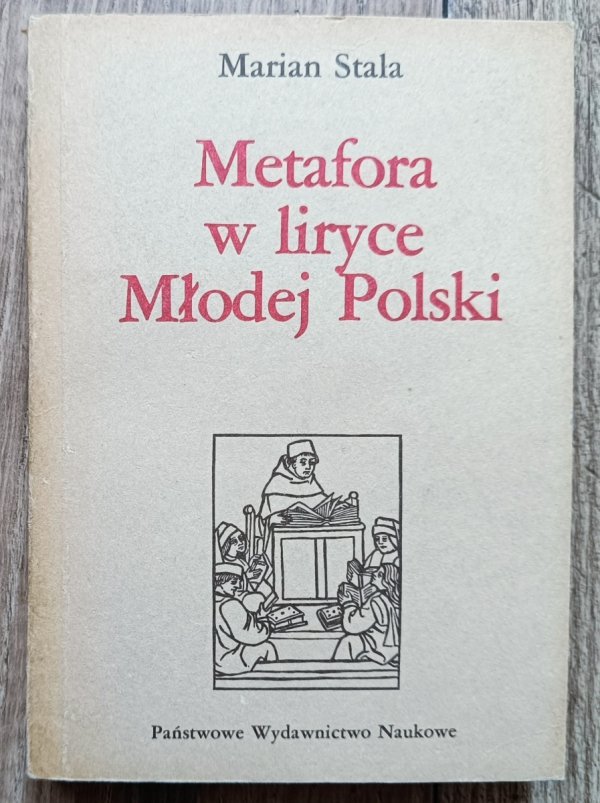 Marian Stala
Metafora
w liryce
Młodej Polski
Państwowe Wydawnictwo Naukowe